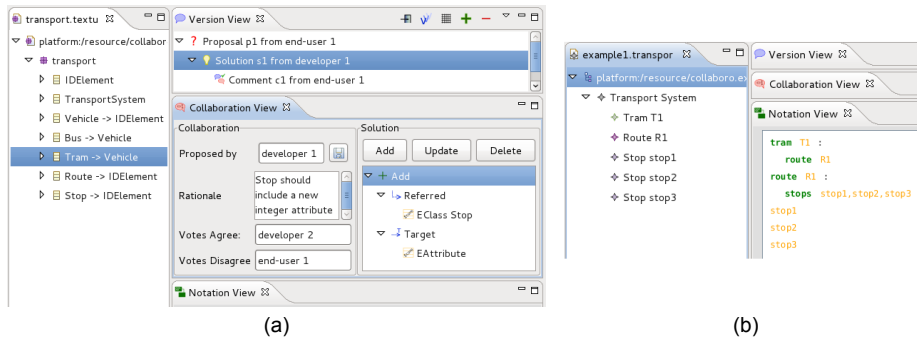 transport.textu
platform:/resource/collabor
transport
IDElement
TransportSystem
Vehicle -> IDElement
Bus -> Vehicle
Tram -> Vehicle
Route -> IDElement
Stop -> IDElement
Version View
? Proposal p1 from end-user 1
Solution s1 from developer 1
Comment c1 from end-user 1
Collaboration View
Collaboration
Proposed by
developer 1
Rationale
Stop should
include a new
integer attribute
Votes Agree:
developer 2
Votes Disagree
end-user 1
Solution
Add
Update
Delete
Add
Referred
EClass Stop
Target
EAttribute
Notation View
(a)
example1.transpor
platform:/resource/collaboro.ex
Transport System
Tram T1
Route R1
Stop stop1
Stop stop2
Stop stop3
Version View
Collaboration View
Notation View
tram T1 :
route R1
route R1 :
stops stop1,stop2,stop3
stop1
stop2
stop3
(b)